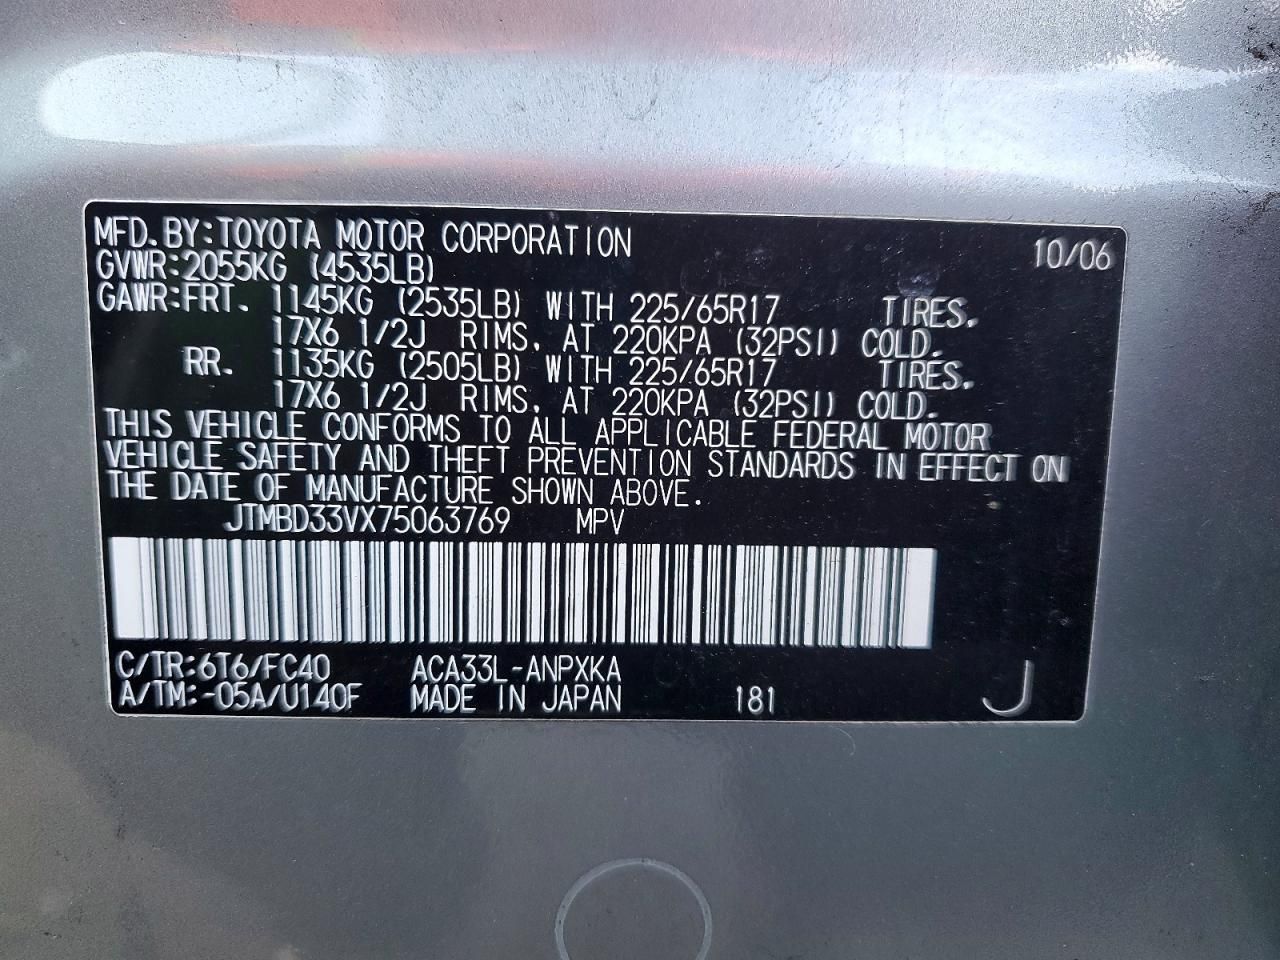 MFD. BY: TOYOTA MOTOR CORPORATION 10/06
GVWR: 2055KG (4535LB)
GAWR: FRT. 1145KG (2535LB) WITH 225/65R17 TIRES,
17X6 1/2J RIMS, AT 220KPA (32PSI) COLD.
RR. 1135KG (2505LB) WITH 225/65R17 TIRES,
17X6 1/2J RIMS, AT 220KPA (32PSI) COLD.
THIS VEHICLE CONFORMS TO ALL APPLICABLE FEDERAL MOTOR
VEHICLE SAFETY AND THEFT PREVENTION STANDARDS IN EFFECT ON
THE DATE OF MANUFACTURE SHOWN ABOVE.
JTMBD33VX75063769 MPV
C/TR: 6T6/FC40 ACA33L-ANPXKA
A/TM: -05A/U140F MADE IN JAPAN 181 J